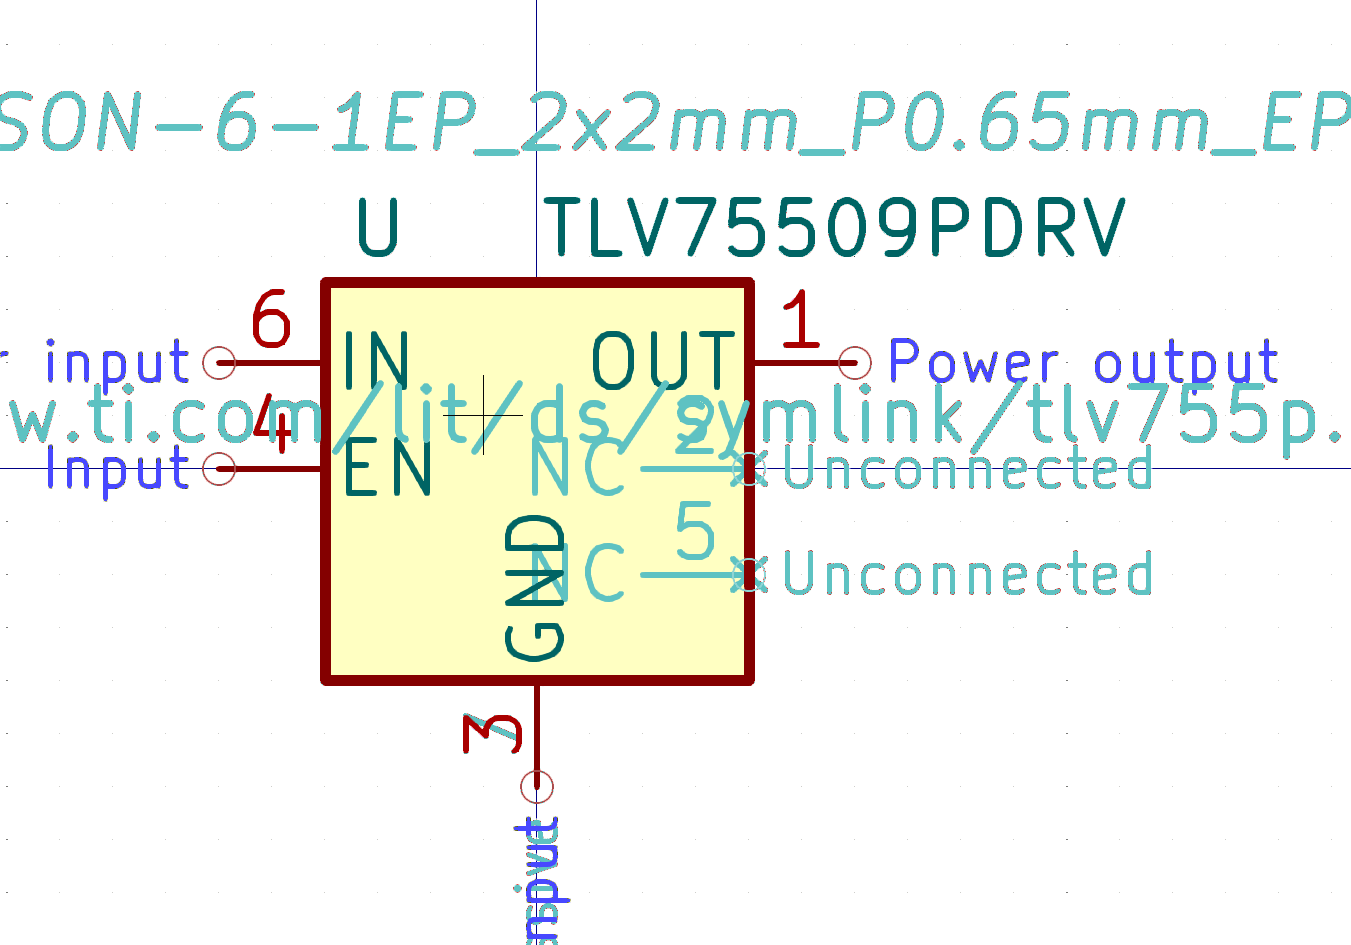 SON-6-1EP_2x2mm_P0.65mm_EP
U TLV75509PDRV
6 1
input IN OUT Power output
w.ti.com/lit/ds/symlink/tlv755p.
4 2
Input EN NC Unconnected
5
NC Unconnected
GND
3